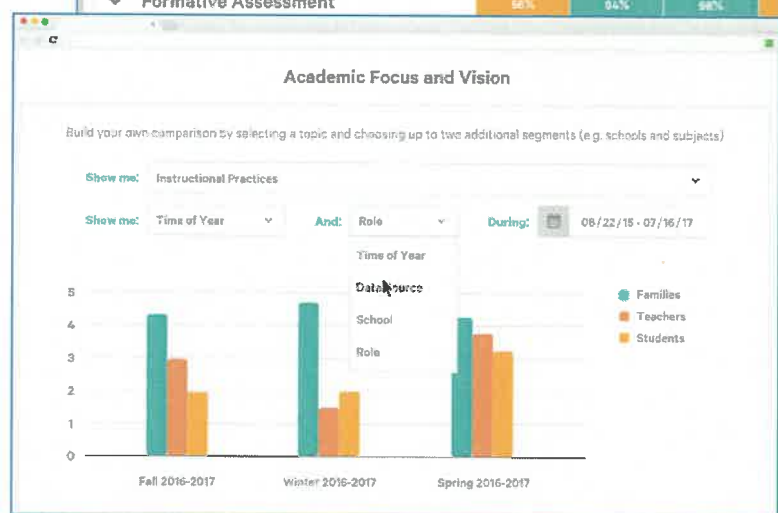 Formative Assessment 56% 84% 98%
Academic Focus and Vision
Build your own comparison by selecting a topic and choosing up to two additional segments (e.g. schools and subjects)
Show me: Instructional Practices
Show me: Time of Year And: Role During: 08/22/15 - 07/16/17
Time of Year
Data Source
School
Role
5
4
3
2
1
0
Families
Teachers
Students
Fall 2016-2017 Winter 2016-2017 Spring 2016-2017